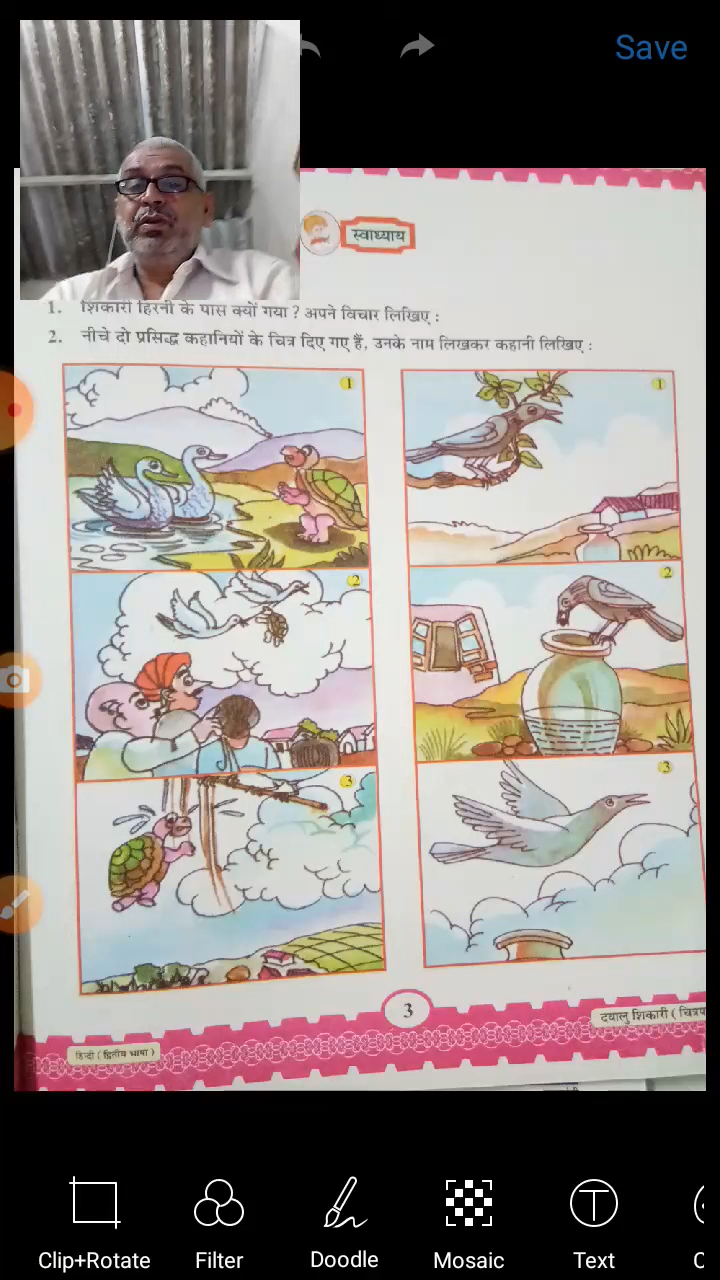 Save
स्वाध्याय
1. शिकारी हिरनी के पास क्यों गया ? अपने विचार लिखिए :
2. नीचे दो प्रसिद्ध कहानियों के चित्र दिए गए हैं, उनके नाम लिखकर कहानी लिखिए :
1
1
2
2
3
3
3
हिन्दी ( द्वितीय भाषा )
दयालु शिकारी ( चित्रप
Clip+Rotate
Filter
Doodle
Mosaic
Text
C